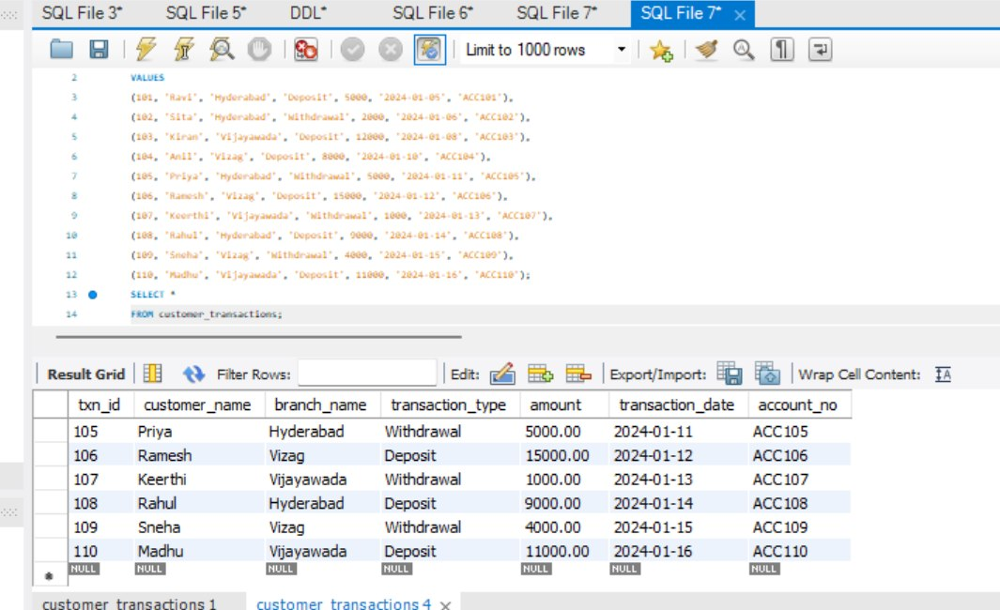 SQL File 3* SQL File 5* DDL* SQL File 6* SQL File 7* SQL File 7*
Limit to 1000 rows
2 VALUES
3 (101, 'Ravi', 'Hyderabad', 'Deposit', 5000, '2024-01-05', 'ACC101'),
4 (102, 'Sita', 'Hyderabad', 'Withdrawal', 2000, '2024-01-06', 'ACC102'),
5 (103, 'Kiran', 'Vijayawada', 'Deposit', 12000, '2024-01-08', 'ACC103'),
6 (104, 'Anil', 'Vizag', 'Deposit', 8000, '2024-01-10', 'ACC104'),
7 (105, 'Priya', 'Hyderabad', 'Withdrawal', 5000, '2024-01-11', 'ACC105'),
8 (106, 'Ramesh', 'Vizag', 'Deposit', 15000, '2024-01-12', 'ACC106'),
9 (107, 'Keerthi', 'Vijayawada', 'Withdrawal', 1000, '2024-01-13', 'ACC107'),
10 (108, 'Rahul', 'Hyderabad', 'Deposit', 9000, '2024-01-14', 'ACC108'),
11 (109, 'Sneha', 'Vizag', 'Withdrawal', 4000, '2024-01-15', 'ACC109'),
12 (110, 'Madhu', 'Vijayawada', 'Deposit', 11000, '2024-01-16', 'ACC110');
13 SELECT *
14 FROM customer_transactions;
Result Grid Filter Rows: Edit: Export/Import: Wrap Cell Content: IA
txn_id customer_name branch_name transaction_type amount transaction_date account_no
105 Priya Hyderabad Withdrawal 5000.00 2024-01-11 ACC105
106 Ramesh Vizag Deposit 15000.00 2024-01-12 ACC106
107 Keerthi Vijayawada Withdrawal 1000.00 2024-01-13 ACC107
108 Rahul Hyderabad Deposit 9000.00 2024-01-14 ACC108
109 Sneha Vizag Withdrawal 4000.00 2024-01-15 ACC109
110 Madhu Vijayawada Deposit 11000.00 2024-01-16 ACC110
NULL NULL NULL NULL NULL NULL NULL
customer_transactions 1 customer_transactions 4